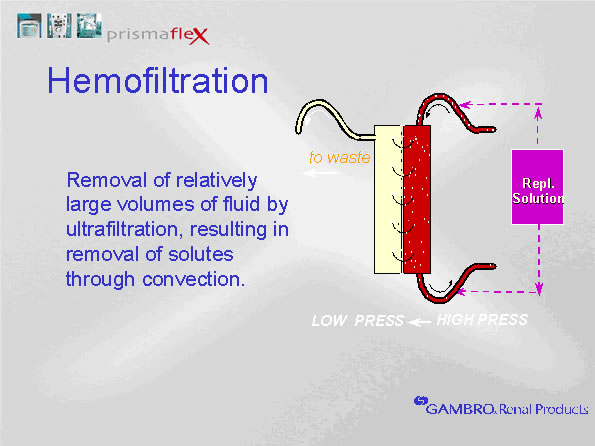 prismaflex
Hemofiltration
to waste
Removal of relatively
large volumes of fluid by
ultrafiltration, resulting in
removal of solutes
through convection.
Repl.
Solution
LOW PRESS HIGH PRESS
GAMBRO Renal Products